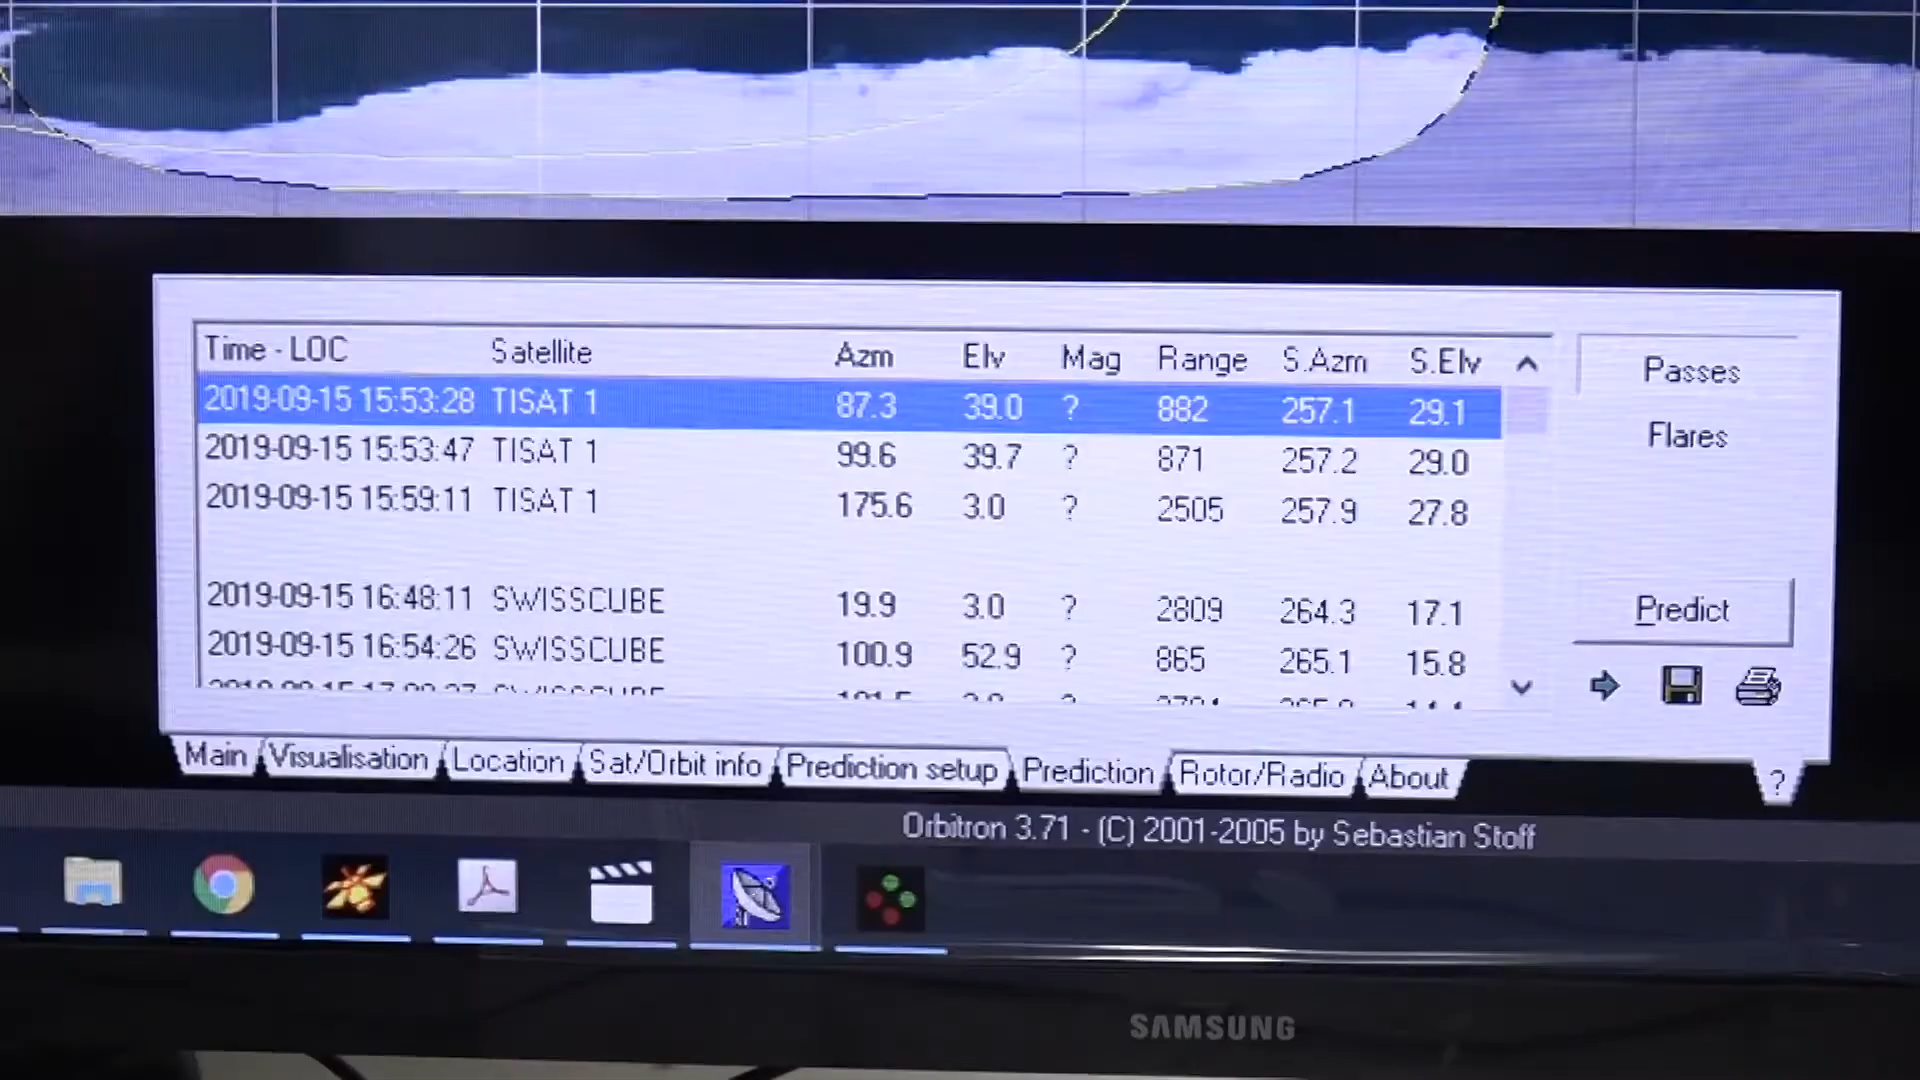 Time - LOC Satellite Azm Elv Mag Range S.Azm S.Elv
2019-09-15 15:53:28 TISAT 1 87.3 39.0 ? 882 257.1 29.1
2019-09-15 15:53:47 TISAT 1 99.6 39.7 ? 871 257.2 29.0
2019-09-15 15:59:11 TISAT 1 175.6 3.0 ? 2505 257.9 27.8
2019-09-15 16:48:11 SWISSCUBE 19.9 3.0 ? 2809 264.3 17.1
2019-09-15 16:54:26 SWISSCUBE 100.9 52.9 ? 865 265.1 15.8
Passes
Flares
Predict
Main Visualisation Location Sat/Orbit info Prediction setup Prediction Rotor/Radio About ?
Orbitron 3.71 - (C) 2001-2005 by Sebastian Stoff
SAMSUNG